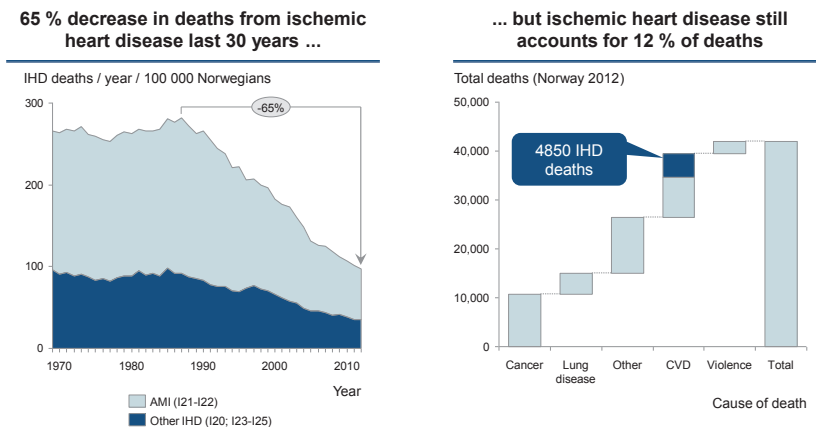 65 % decrease in deaths from ischemic
heart disease last 30 years ...
IHD deaths / year / 100 000 Norwegians
300
200
100
0
-65%
1970
1980
1990
2000
2010
Year
AMI (I21-I22)
Other IHD (I20; I23-I25)
... but ischemic heart disease still
accounts for 12 % of deaths
Total deaths (Norway 2012)
50,000
40,000
30,000
20,000
10,000
0
4850 IHD
deaths
Cancer
Lung
disease
Other
CVD
Violence
Total
Cause of death